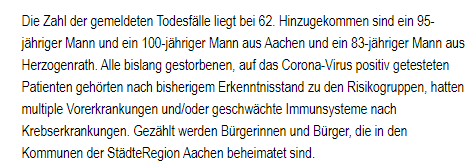 Die Zahl der gemeldeten Todesfälle liegt bei 62. Hinzugekommen sind ein 95-
jähriger Mann und ein 100-jähriger Mann aus Aachen und ein 83-jähriger Mann aus
Herzogenrath. Alle bislang gestorbenen, auf das Corona-Virus positiv getesteten
Patienten gehörten nach bisherigem Erkenntnisstand zu den Risikogruppen, hatten
multiple Vorerkrankungen und/oder geschwächte Immunsysteme nach
Krebserkrankungen. Gezählt werden Bürgerinnen und Bürger, die in den
Kommunen der StädteRegion Aachen beheimatet sind.